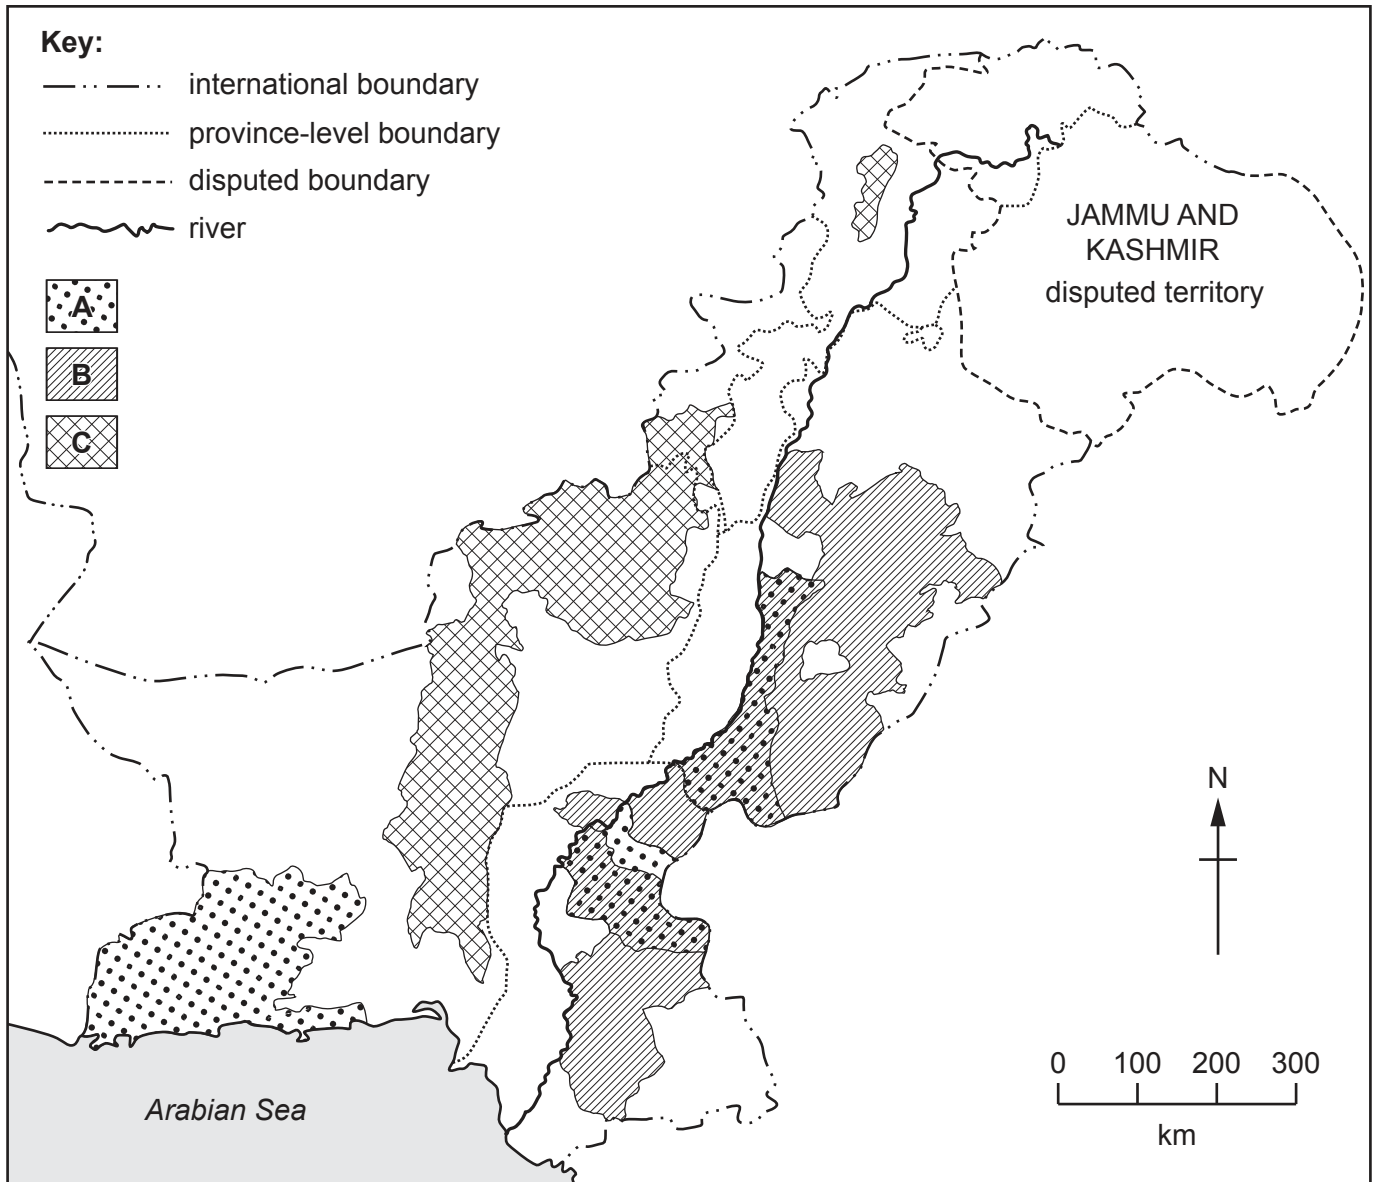 Key:
international boundary
province-level boundary
disputed boundary
river
A
B
C
JAMMU AND
KASHMIR
disputed territory
N
0 100 200 300
km
Arabian Sea